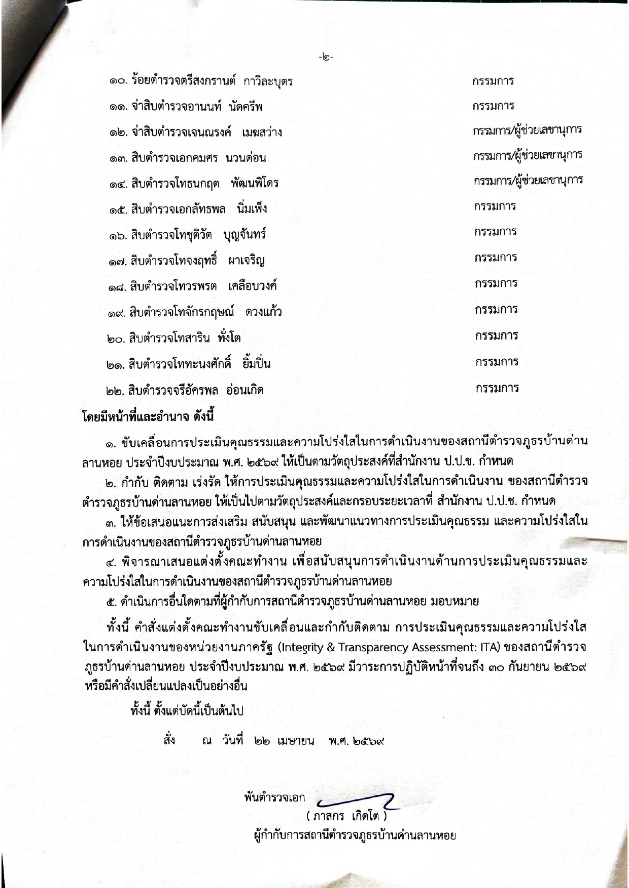 -๒-
๑๐. ร้อยตำรวจตรีสงกรานต์ กาวิละบุตร กรรมการ
๑๑. จ่าสิบตำรวจอานนท์ นัดครีพ กรรมการ
๑๒. จ่าสิบตำรวจเจนณรงค์ เมฆสว่าง กรรมการ/ผู้ช่วยเลขานุการ
๑๓. สิบตำรวจเอกคมศร นวนด่อน กรรมการ/ผู้ช่วยเลขานุการ
๑๔. สิบตำรวจโทธนกฤต พัฒนพิโดร กรรมการ/ผู้ช่วยเลขานุการ
๑๕. สิบตำรวจเอกลัทธพล นิ่มเพ็ง กรรมการ
๑๖. สิบตำรวจโทชุติวัต บุญจันทร์ กรรมการ
๑๗. สิบตำรวจโทจงฤทธิ์ ผาเจริญ กรรมการ
๑๘. สิบตำรวจโทวรพรต เคลือบวงค์ กรรมการ
๑๙. สิบตำรวจโทจักรกฤษณ์ ดวงแก้ว กรรมการ
๒๐. สิบตำรวจโทสาริน ทั่งโต กรรมการ
๒๑. สิบตำรวจโททะนงศักดิ์ ยิ้มปิ่น กรรมการ
๒๒. สิบตำรวจจรีอัครพล อ่อนเกิด กรรมการ
โดยมีหน้าที่และอำนาจ ดังนี้
๑. ขับเคลื่อนการประเมินคุณธรรมและความโปร่งใสในการดำเนินงานของสถานีตำรวจภูธรบ้านด่าน
ลานหอย ประจำปีงบประมาณ พ.ศ. ๒๕๖๙ ให้เป็นตามวัตถุประสงค์ที่สำนักงาน ป.ป.ช. กำหนด
๒. กำกับ ติดตาม เร่งรัด ให้การประเมินคุณธรรมและความโปร่งใสในการดำเนินงาน ของสถานีตำรวจ
ตำรวจภูธรบ้านด่านลานหอย ให้เป็นไปตามวัตถุประสงค์และกรอบระยะเวลาที่ สำนักงาน ป.ป.ช. กำหนด
๓. ให้ข้อเสนอแนะการส่งเสริม สนับสนุน และพัฒนาแนวทางการประเมินคุณธรรม และความโปร่งใสใน
การดำเนินงานของสถานีตำรวจภูธรบ้านด่านลานหอย
๔. พิจารณาเสนอแต่งตั้งคณะทำงาน เพื่อสนับสนุนการดำเนินงานด้านการประเมินคุณธรรมและ
ความโปร่งใสในการดำเนินงานของสถานีตำรวจภูธรบ้านด่านลานหอย
๕. ดำเนินการอื่นใดตามที่ผู้กำกับการสถานีตำรวจภูธรบ้านด่านลานหอย มอบหมาย
ทั้งนี้ คำสั่งแต่งตั้งคณะทำงานขับเคลื่อนและกำกับติดตาม การประเมินคุณธรรมและความโปร่งใส
ในการดำเนินงานของหน่วยงานภาครัฐ (Integrity & Transparency Assessment: ITA) ของสถานีตำรวจ
ภูธรบ้านด่านลานหอย ประจำปีงบประมาณ พ.ศ. ๒๕๖๙ มีวาระการปฏิบัติหน้าที่จนถึง ๓๐ กันยายน ๒๕๖๙
หรือมีคำสั่งเปลี่ยนแปลงเป็นอย่างอื่น
ทั้งนี้ ตั้งแต่บัดนี้เป็นต้นไป
สั่ง ณ วันที่ ๒๒ เมษายน พ.ศ. ๒๕๖๙
พันตำรวจเอก
( ภาสกร เกิดโต )
ผู้กำกับการสถานีตำรวจภูธรบ้านด่านลานหอย